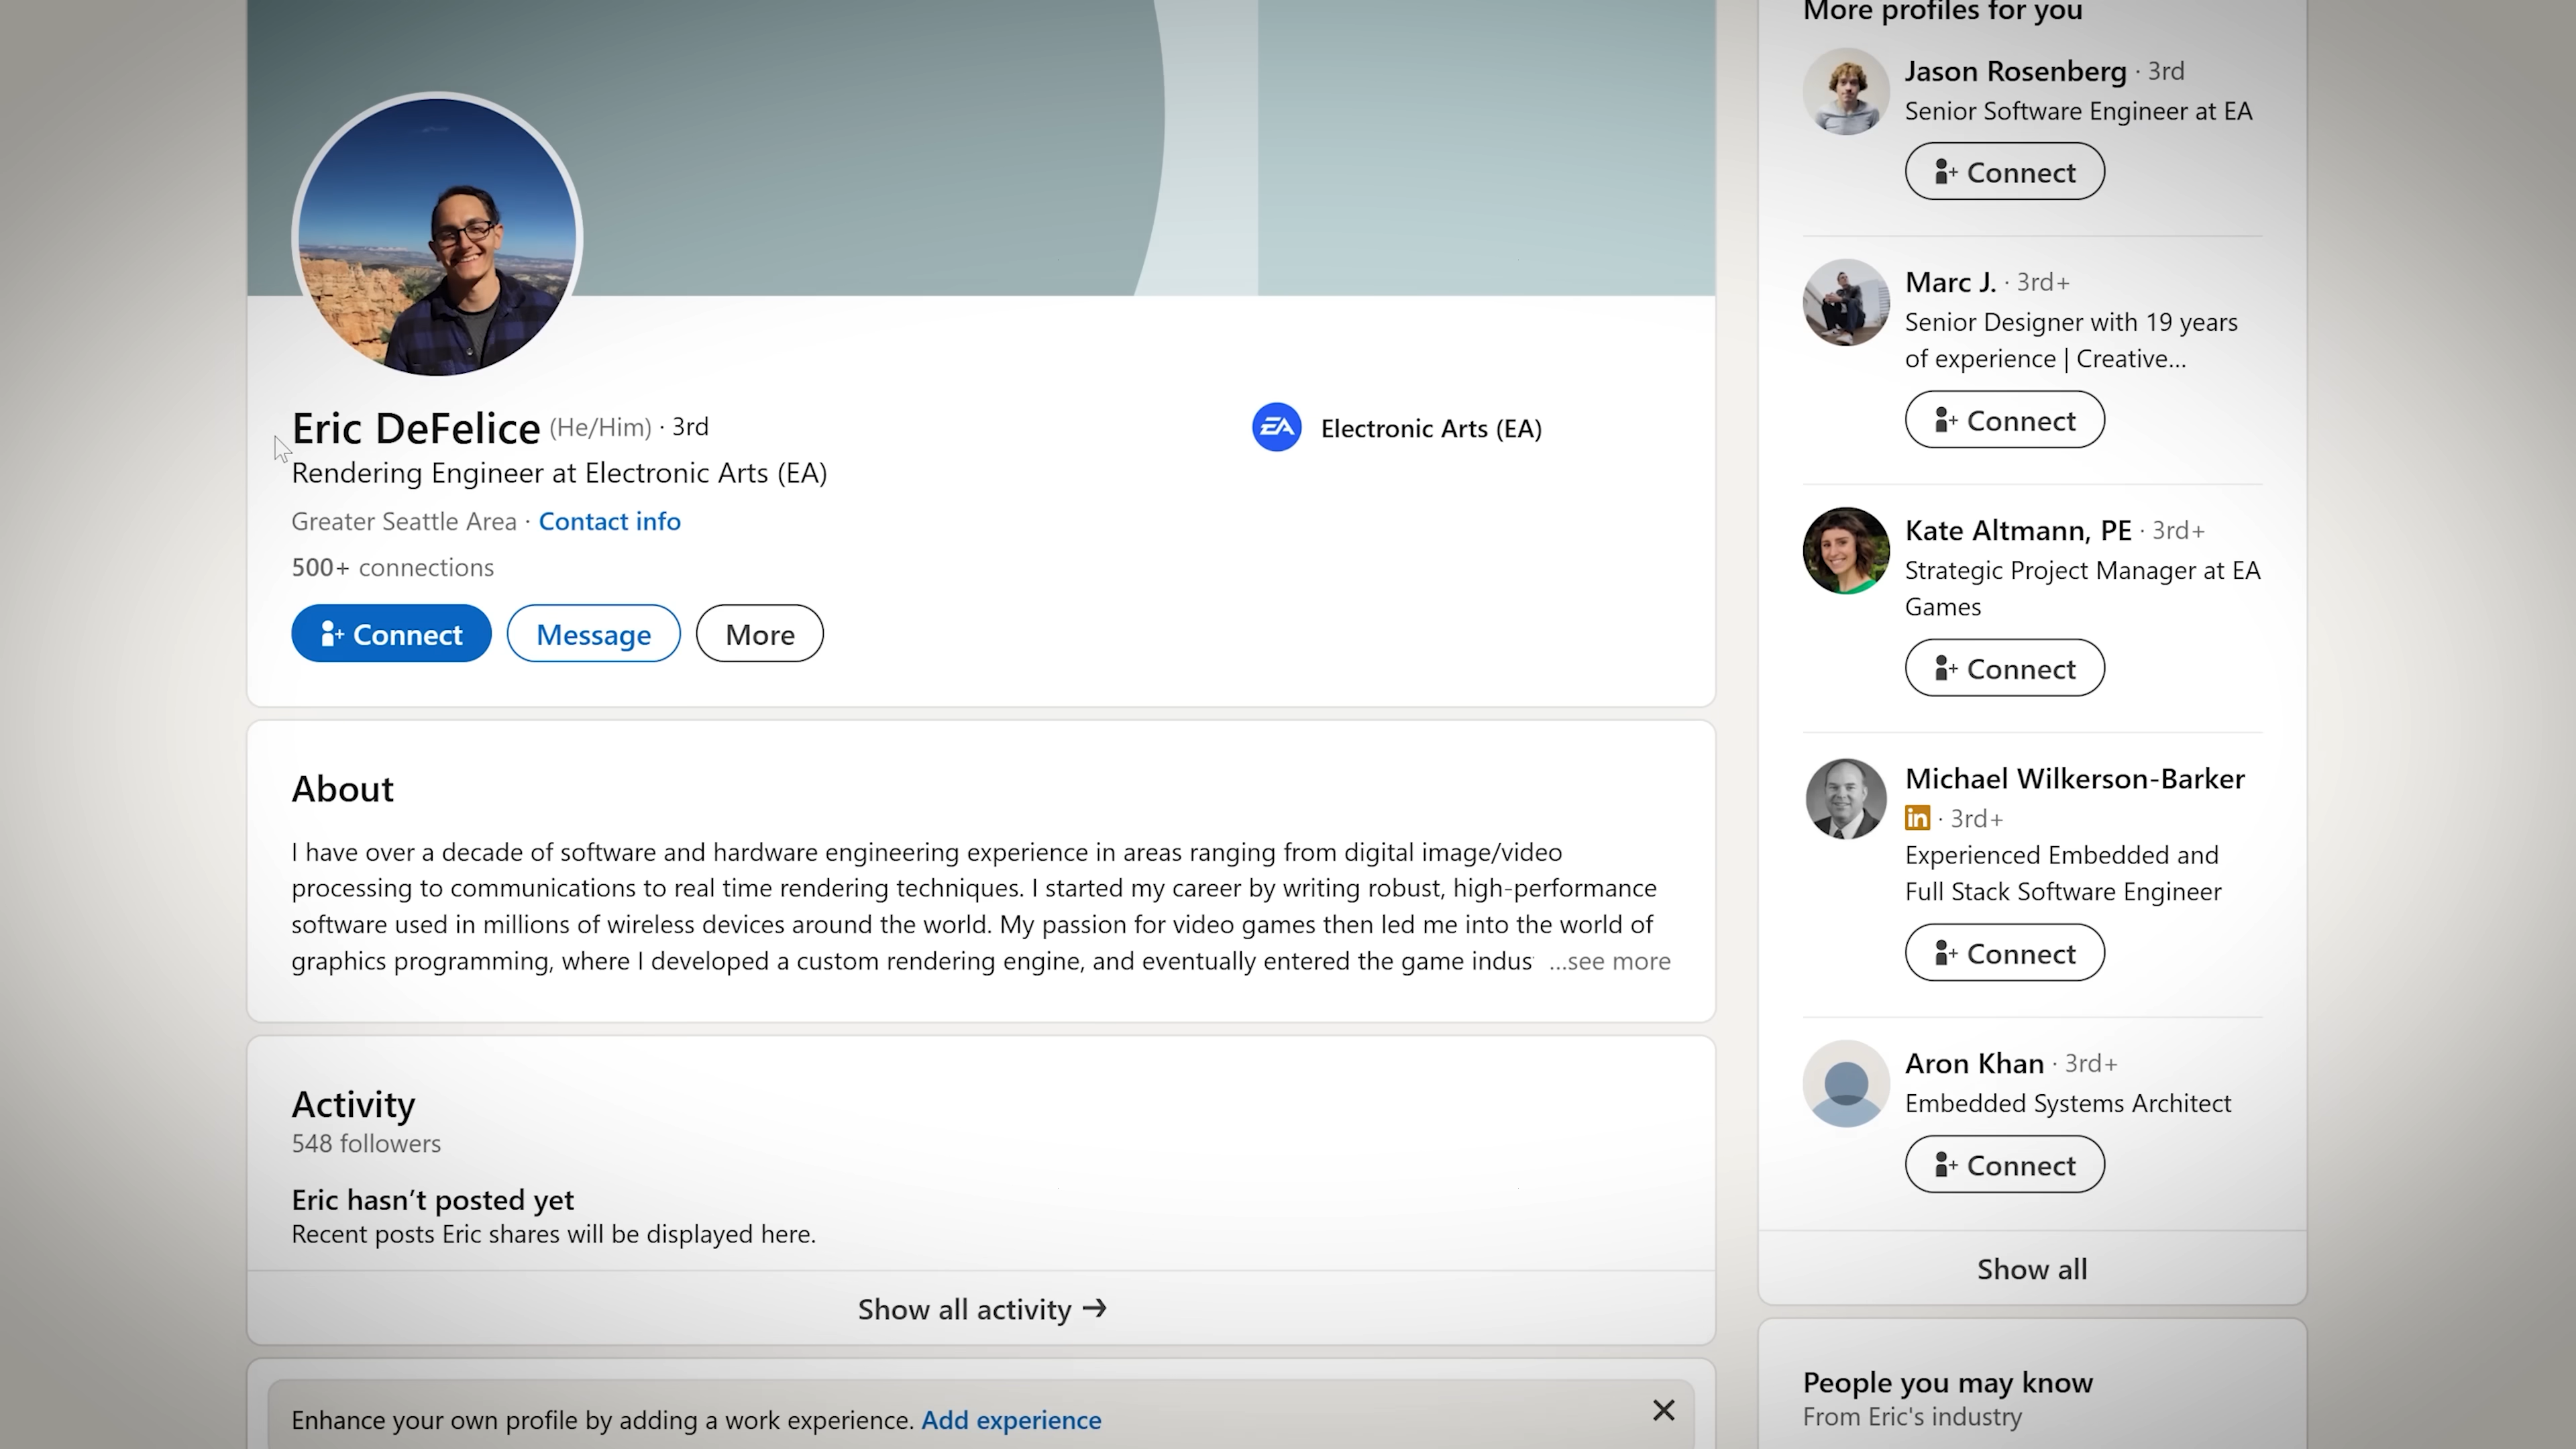 Eric DeFelice (He/Him) · 3rd
Rendering Engineer at Electronic Arts (EA)
Greater Seattle Area · Contact info
500+ connections
Connect
Message
More
EA
Electronic Arts (EA)
About
I have over a decade of software and hardware engineering experience in areas ranging from digital image/video
processing to communications to real time rendering techniques. I started my career by writing robust, high-performance
software used in millions of wireless devices around the world. My passion for video games then led me into the world of
graphics programming, where I developed a custom rendering engine, and eventually entered the game indus ...see more
Activity
548 followers
Eric hasn’t posted yet
Recent posts Eric shares will be displayed here.
Show all activity →
Enhance your own profile by adding a work experience. Add experience
More profiles for you
Jason Rosenberg · 3rd
Senior Software Engineer at EA
Connect
Marc J. · 3rd+
Senior Designer with 19 years
of experience | Creative...
Connect
Kate Altmann, PE · 3rd+
Strategic Project Manager at EA
Games
Connect
Michael Wilkerson-Barker
in · 3rd+
Experienced Embedded and
Full Stack Software Engineer
Connect
Aron Khan · 3rd+
Embedded Systems Architect
Connect
Show all
People you may know
From Eric's industry